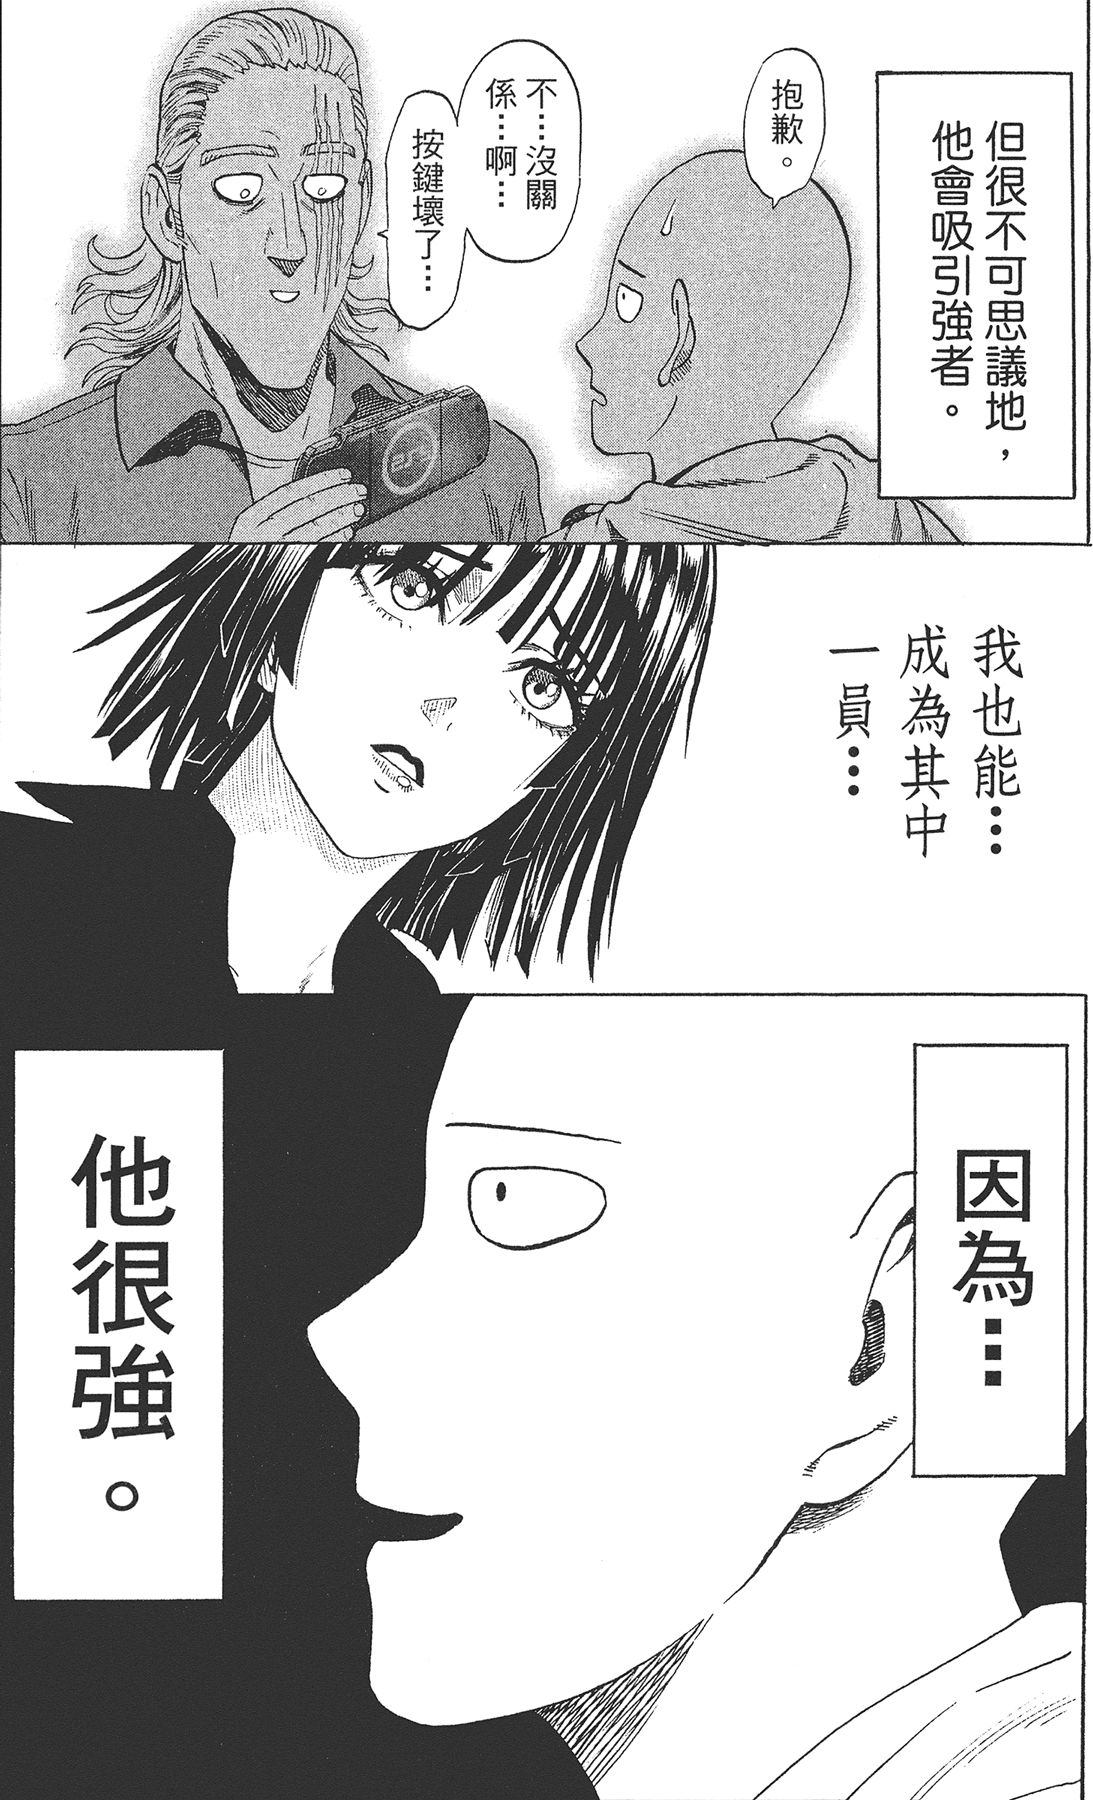 但很不可思議地，
他會吸引強者。
抱歉。
不…沒關
係…啊…
按鍵壞了…
我也能…
成為其中
一員…
因為…
他很強。